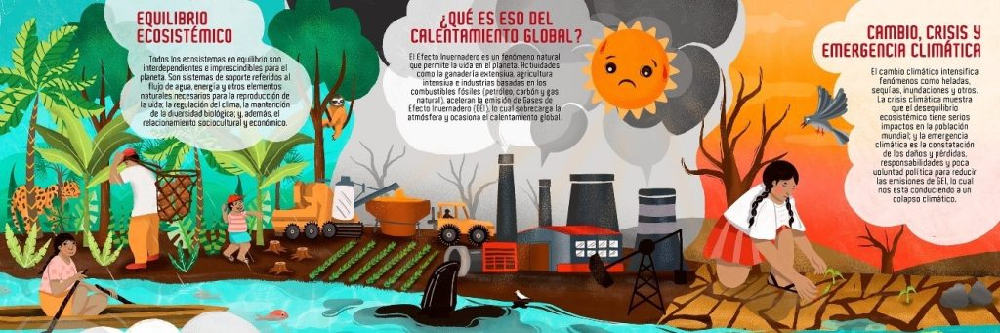 EQUILIBRIO
ECOSISTÉMICO
Todos los ecosistemas en equilibrio son
interdependientes e imprescindibles para el
planeta. Son sistemas de soporte referidos al
flujo de agua, energía y otros elementos
naturales necesarios para la reproducción de
la vida, la regulación del clima, la mantención
de la diversidad biológica; y, además, el
relacionamiento sociocultural y económico.
¿QUÉ ES ESO DEL
CALENTAMIENTO GLOBAL?
El Efecto Invernadero es un fenómeno natural
que permite la vida en el planeta. Actividades
como la ganadería extensiva, agricultura
intensiva e industrias basadas en los
combustibles fósiles (petróleo, carbón y gas
natural), aceleran la emisión de Gases de
Efecto Invernadero (GEI), lo cual sobrecarga la
atmósfera y ocasiona el calentamiento global.
CAMBIO, CRISIS Y
EMERGENCIA CLIMÁTICA
El cambio climático intensifica
fenómenos como heladas,
sequías, inundaciones y otros.
La crisis climática muestra
que el desequilibrio
ecosistémico tiene serios
impactos en la población
mundial; y la emergencia
climática es la constatación
de los daños y pérdidas,
responsabilidades y poca
voluntad política para reducir
las emisiones de GEI, lo cual
nos está conduciendo a un
colapso climático.